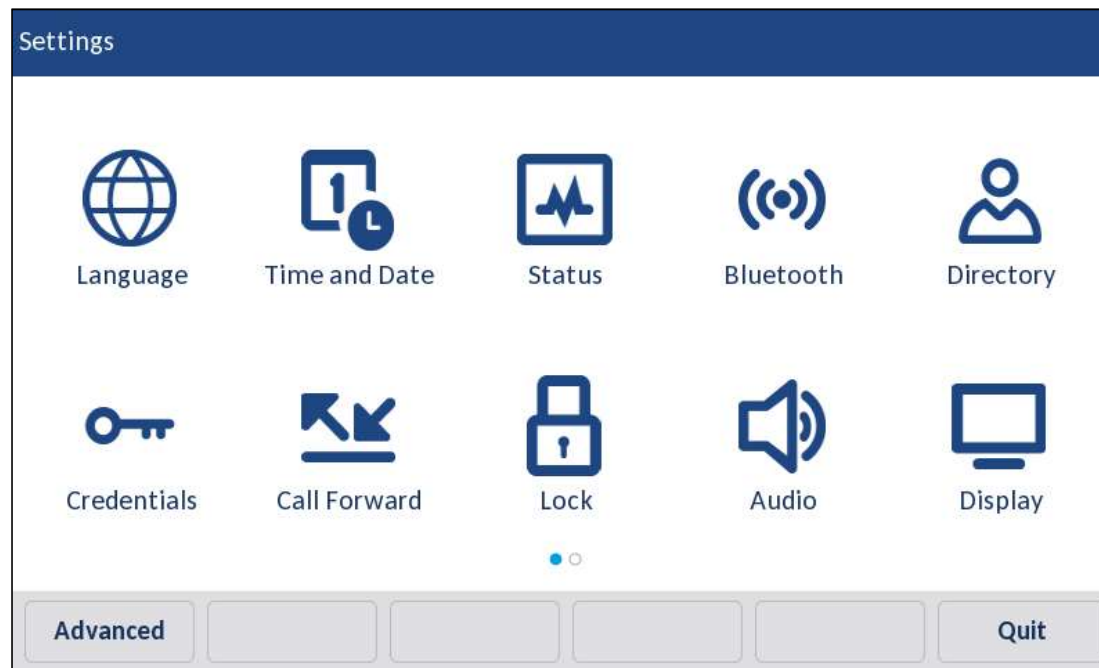 Settings
Language Time and Date Status Bluetooth Directory
Credentials Call Forward Lock Audio Display
Advanced Quit